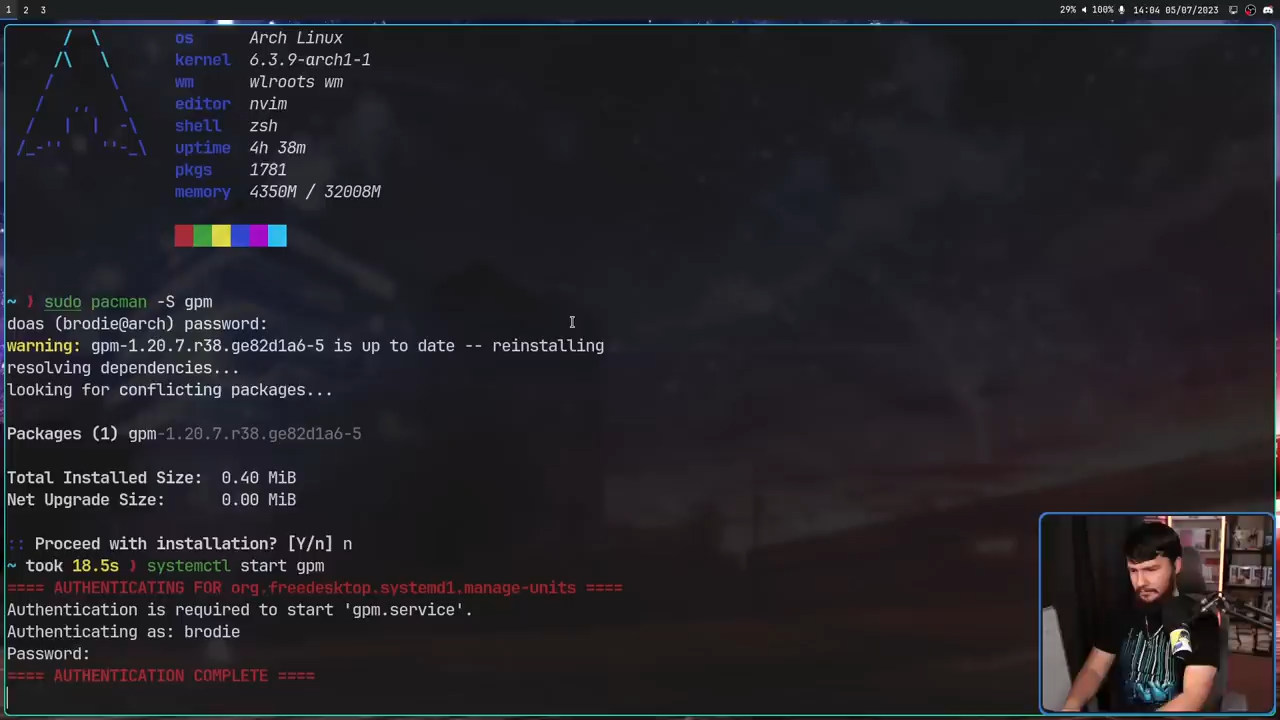 1 2 3
29% 100% 14:04 05/07/2023
os Arch Linux
kernel 6.3.9-arch1-1
wm wlroots wm
editor nvim
shell zsh
uptime 4h 38m
pkgs 1781
memory 4350M / 32008M
~ ❯ sudo pacman -S gpm
doas (brodie@arch) password:
warning: gpm-1.20.7.r38.ge82d1a6-5 is up to date -- reinstalling
resolving dependencies...
looking for conflicting packages...
Packages (1) gpm-1.20.7.r38.ge82d1a6-5
Total Installed Size: 0.40 MiB
Net Upgrade Size: 0.00 MiB
:: Proceed with installation? [Y/n] n
~ took 18.5s ❯ systemctl start gpm
==== AUTHENTICATING FOR org.freedesktop.systemd1.manage-units ====
Authentication is required to start 'gpm.service'.
Authenticating as: brodie
Password:
==== AUTHENTICATION COMPLETE ====